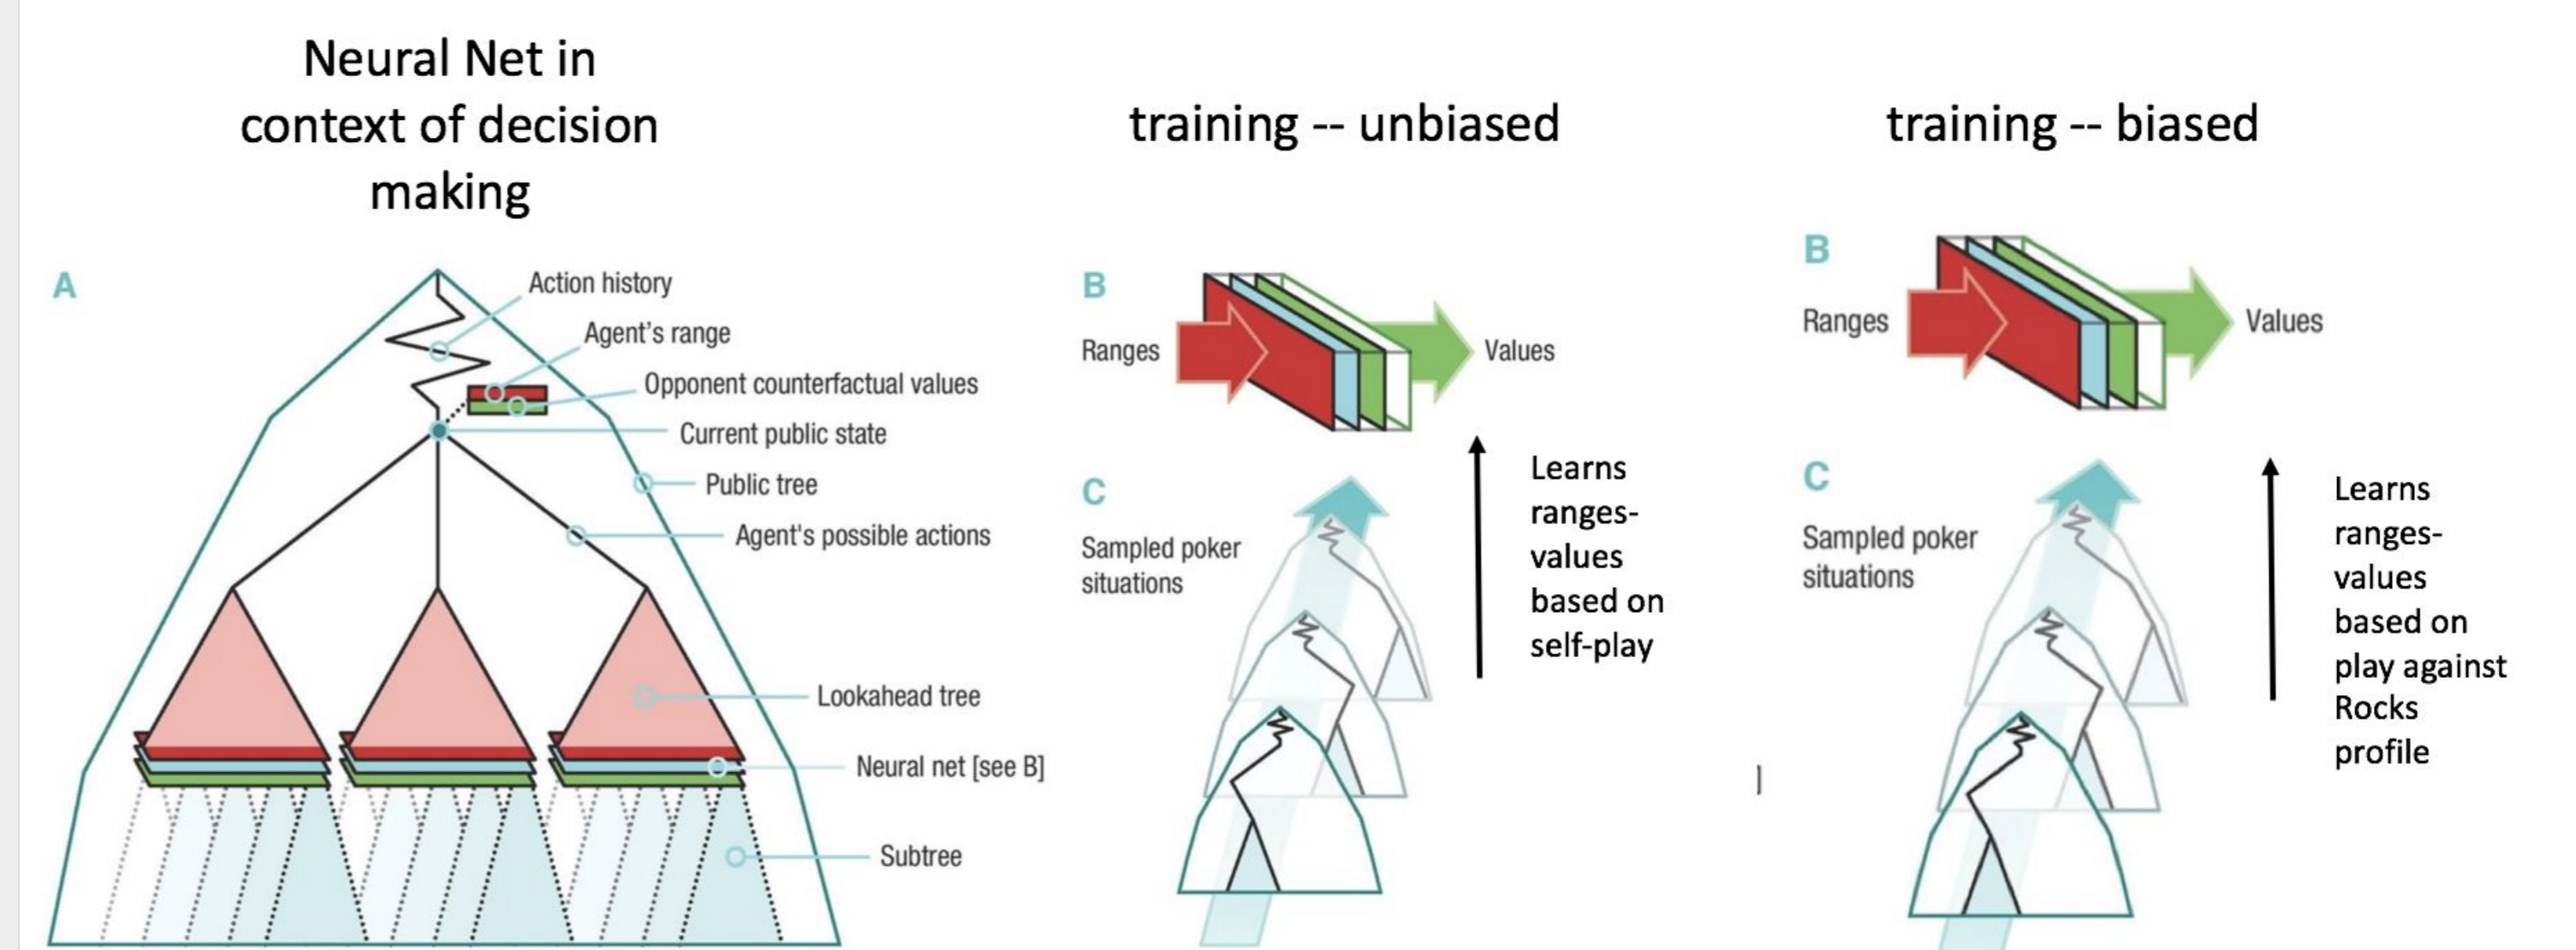 Neural Net in
context of decision
making
A
Action history
Agent's range
Opponent counterfactual values
Current public state
Public tree
Agent's possible actions
Lookahead tree
Neural net [see B]
Subtree
training -- unbiased
B
Ranges
Values
C
Sampled poker
situations
Learns
ranges-
values
based on
self-play
training -- biased
B
Ranges
Values
C
Sampled poker
situations
]
Learns
ranges-
values
based on
play against
Rocks
profile